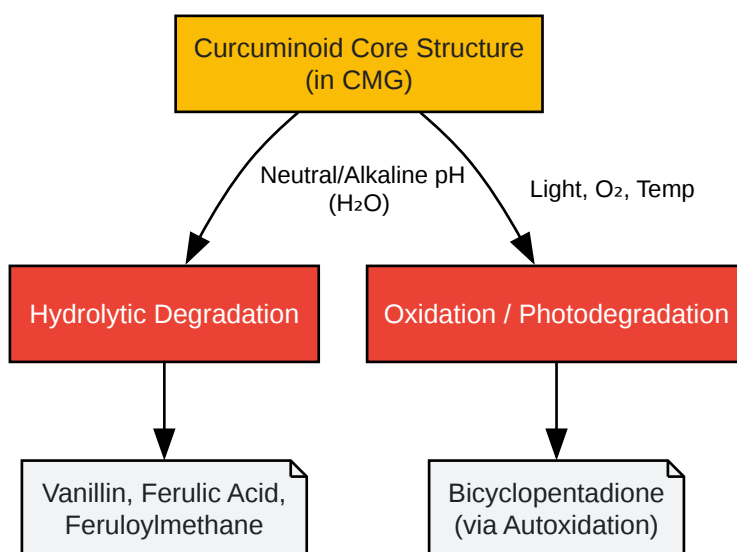 Curcuminoid Core Structure
(in CMG)
Neutral/Alkaline pH
(H₂O)
Light, O₂, Temp
Hydrolytic Degradation
Oxidation / Photodegradation
Vanillin, Ferulic Acid,
Feruloylmethane
Bicyclopentadione
(via Autoxidation)